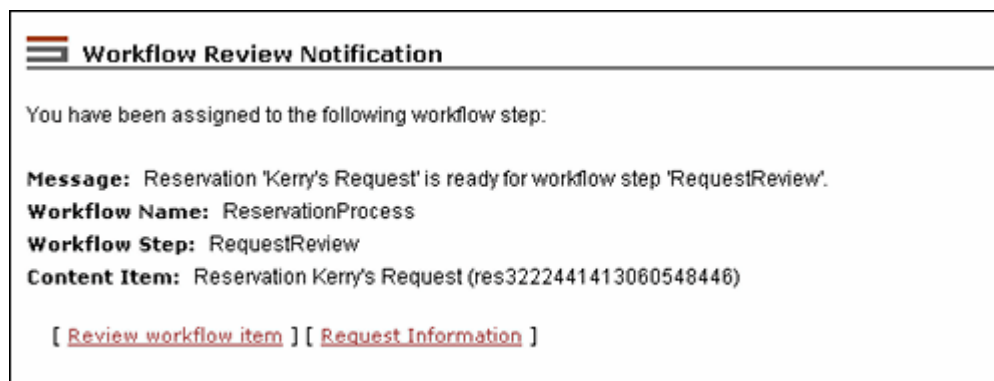 Workflow Review Notification
You have been assigned to the following workflow step:
Message: Reservation 'Kerry's Request' is ready for workflow step 'RequestReview'.
Workflow Name: ReservationProcess
Workflow Step: RequestReview
Content Item: Reservation Kerry's Request (res3222441413060548446)
[ Review workflow item ] [ Request Information ]